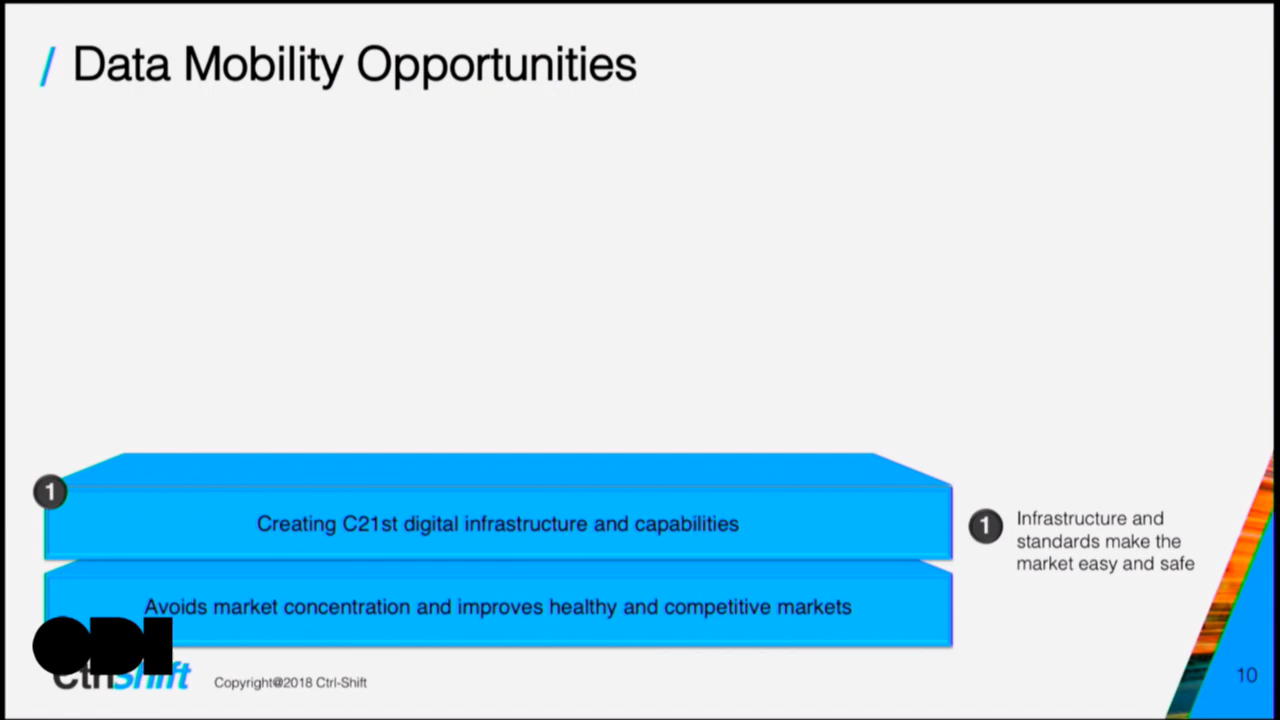 / Data Mobility Opportunities
1
Creating C21st digital infrastructure and capabilities
1
Infrastructure and
standards make the
market easy and safe
Avoids market concentration and improves healthy and competitive markets
ODI
CtrlShift
Copyright@2018 Ctrl-Shift
10